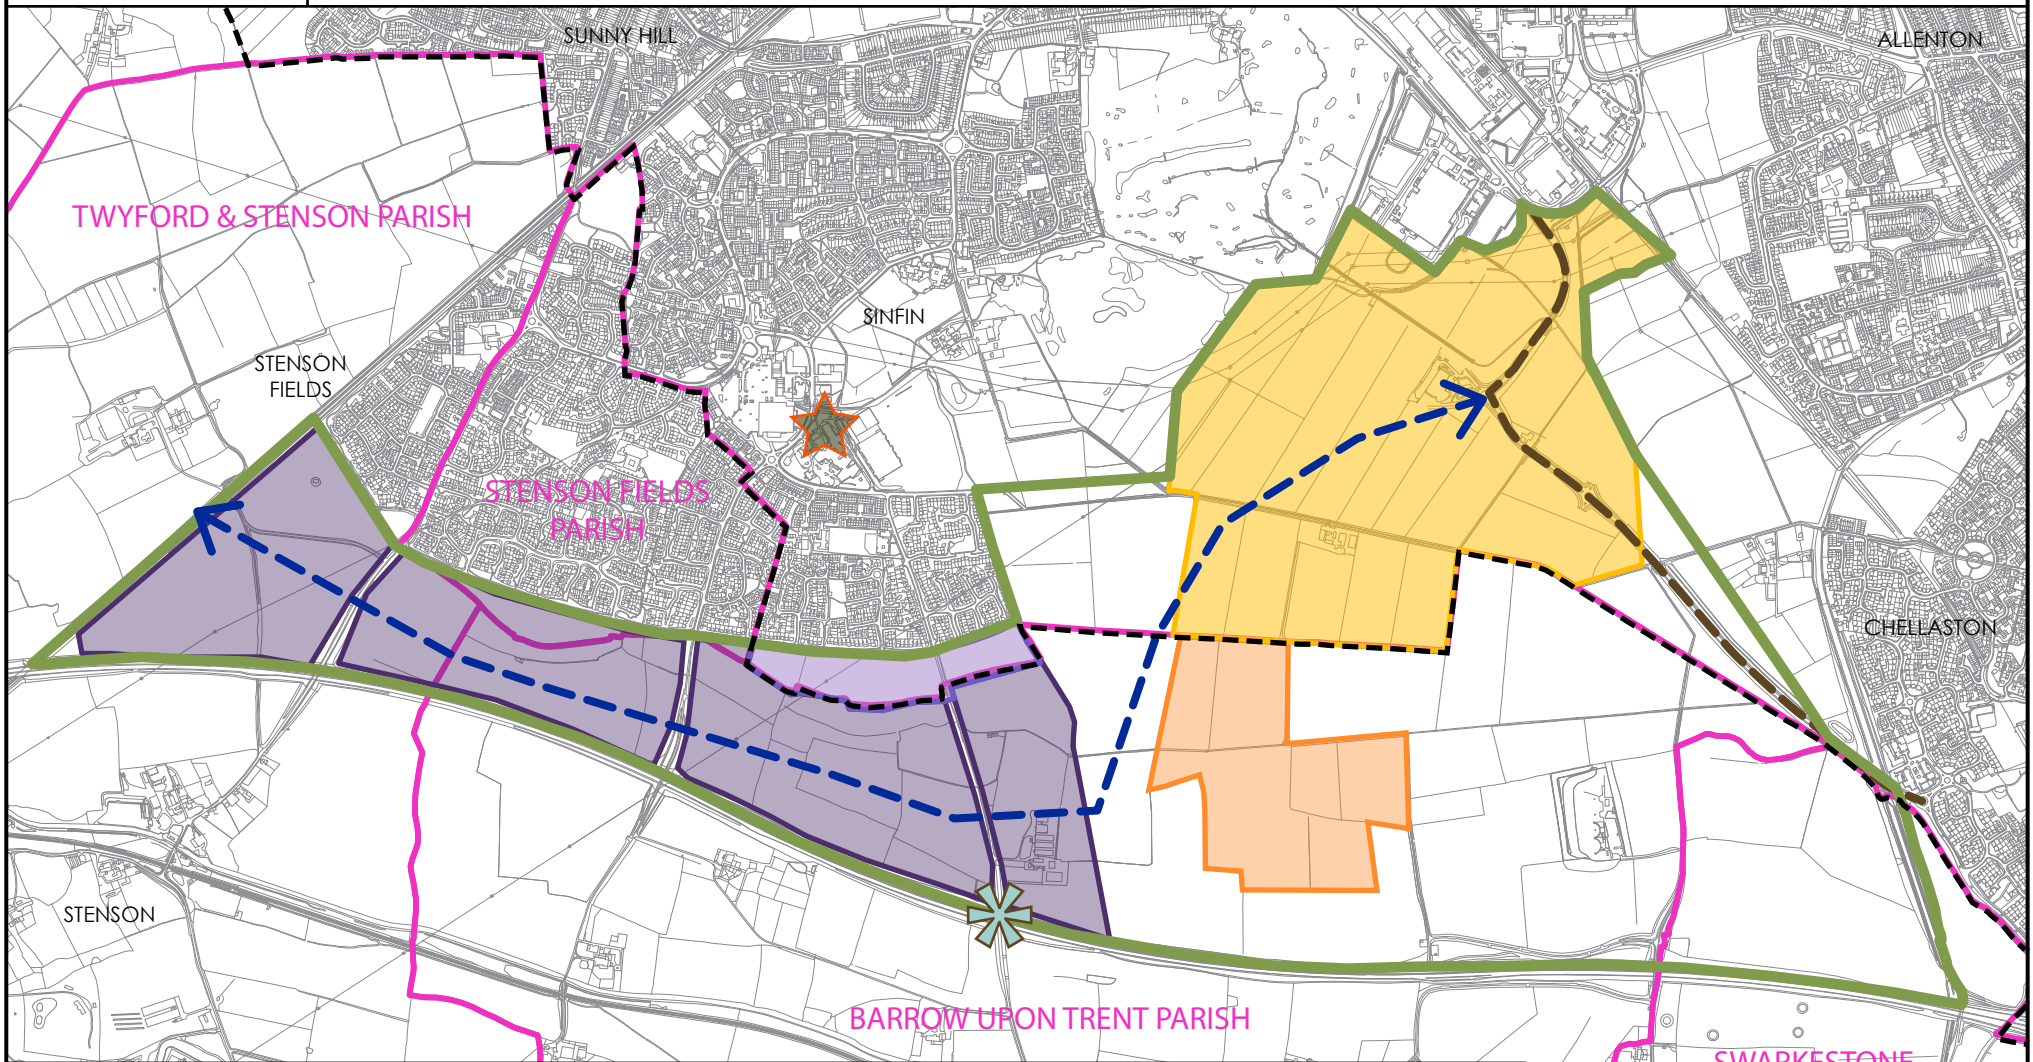 SUNNY HILL
ALLENTON
TWYFORD & STENSON PARISH
SINFIN
STENSON
FIELDS
STENSON FIELDS
PARISH
CHELLASTON
STENSON
BARROW UPON TRENT PARISH
SWARKESTONE